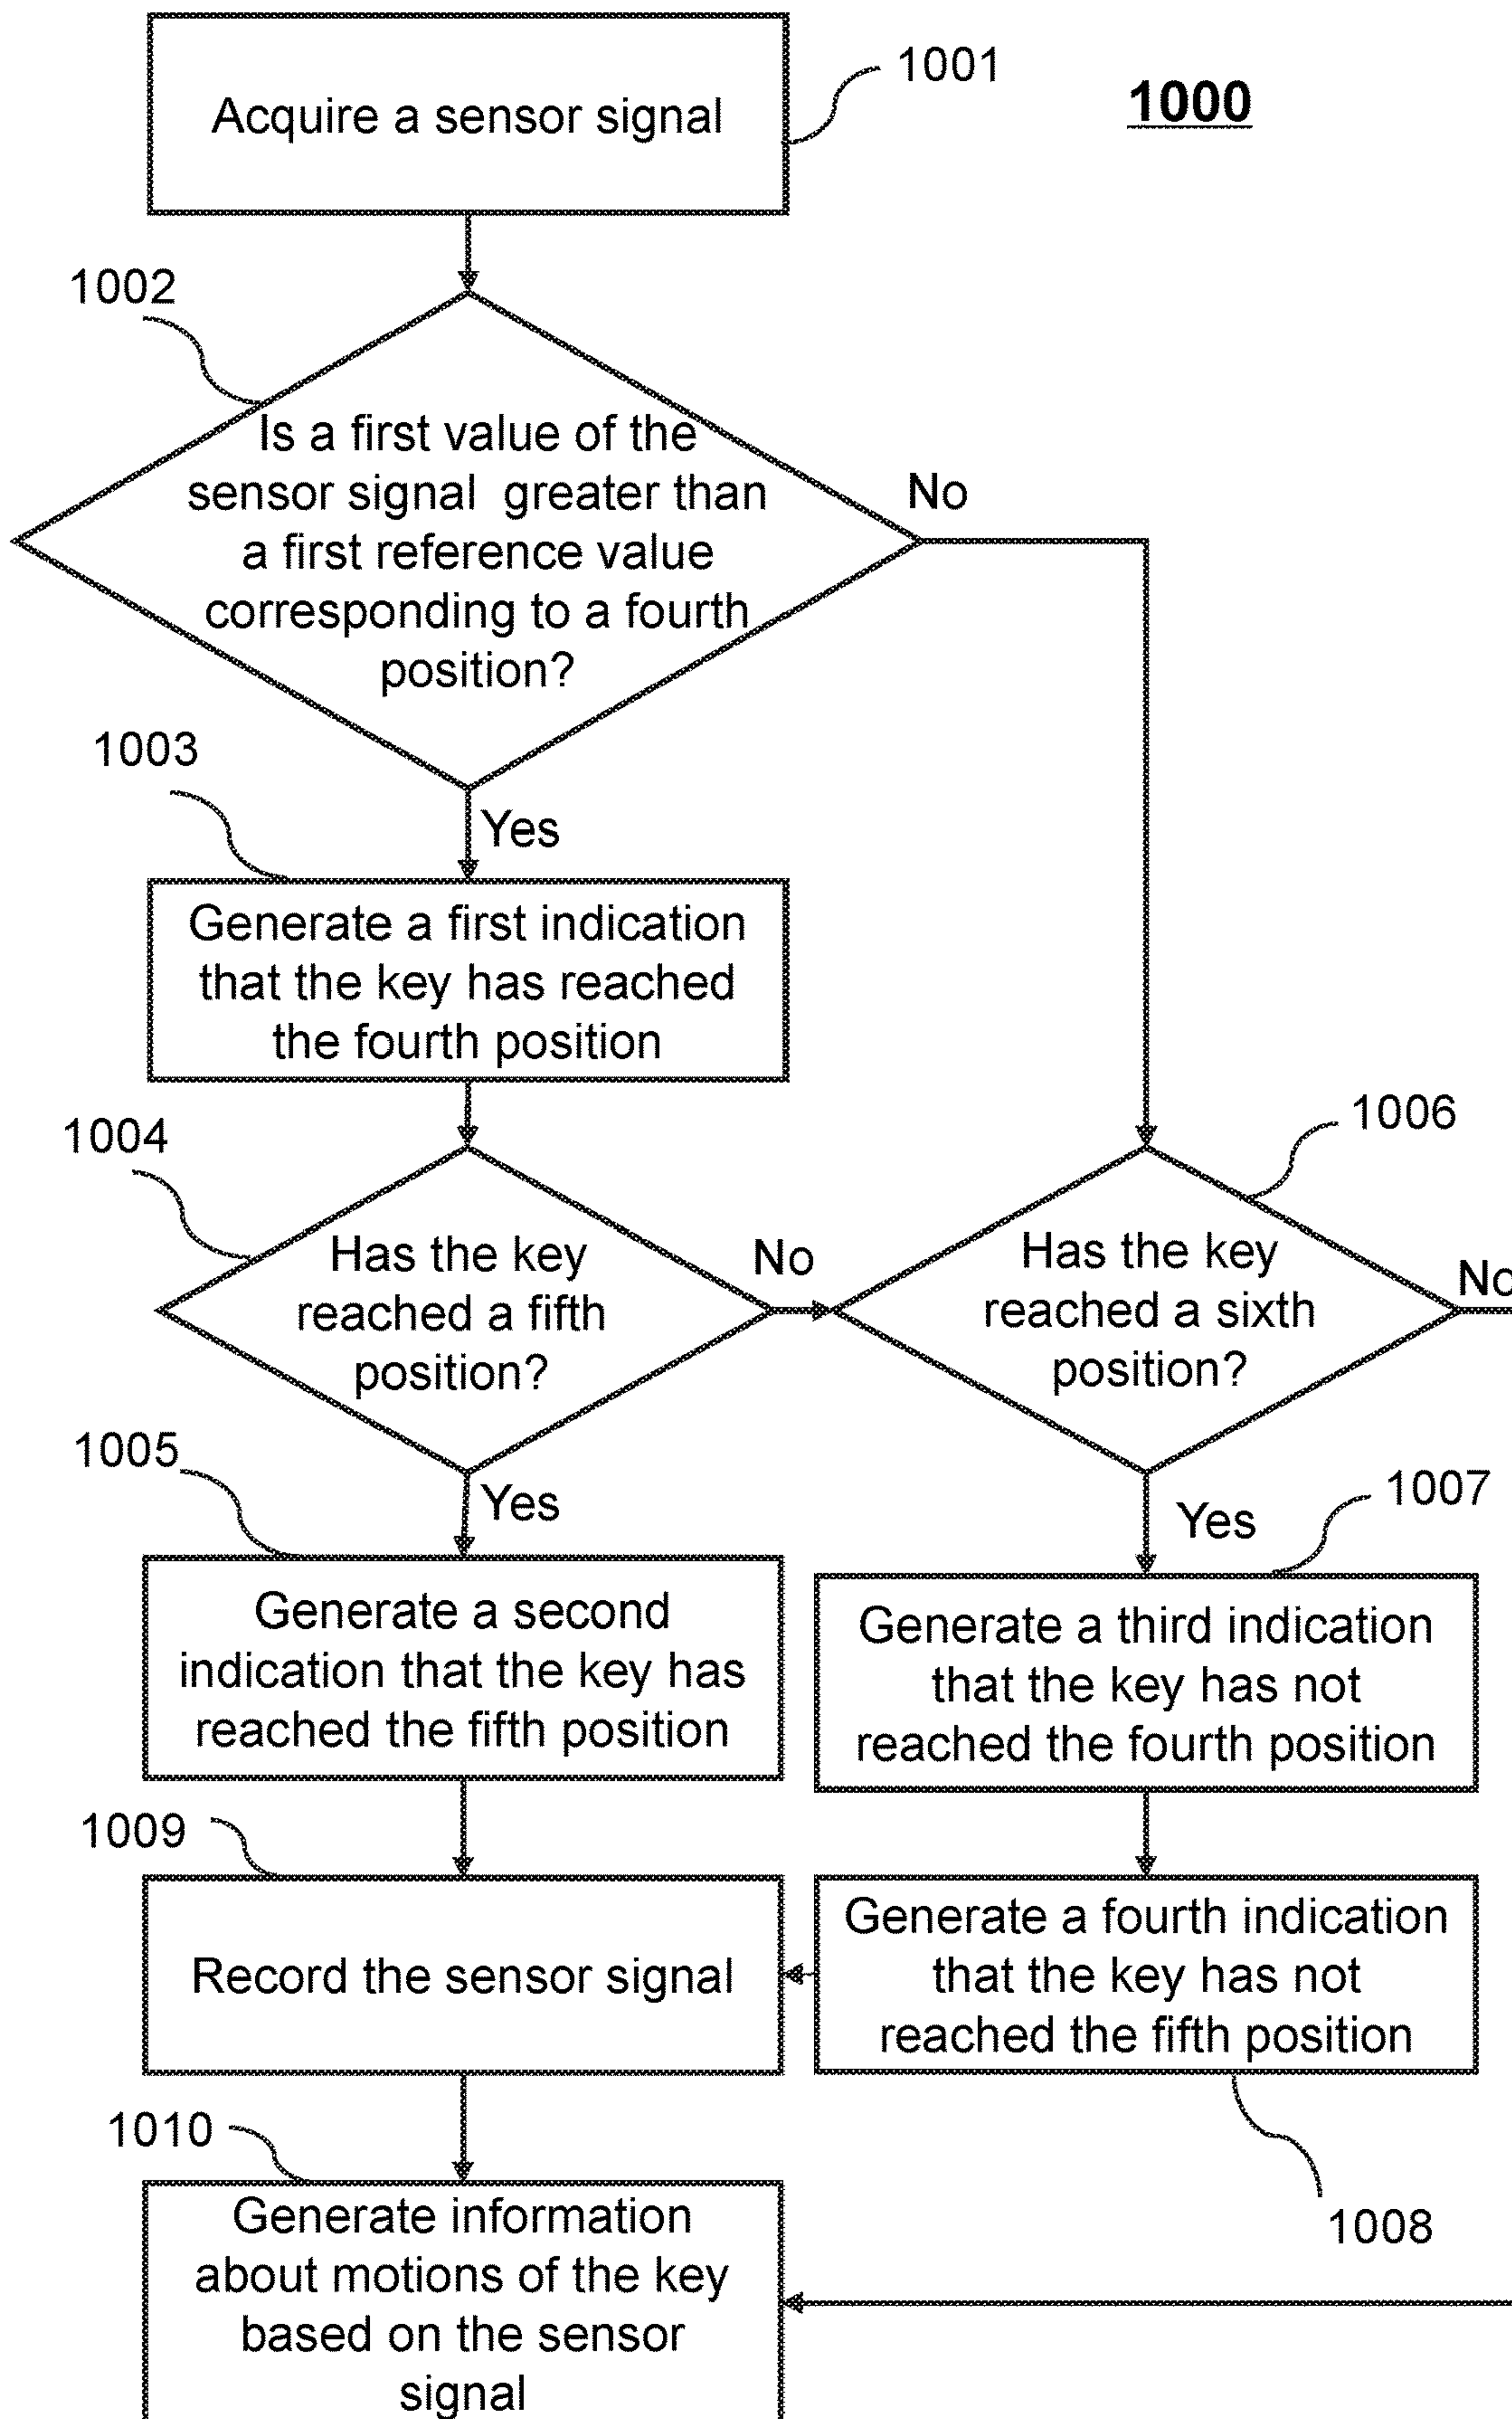 1001
1000
Acquire a sensor signal
1002
Is a first value of the
sensor signal greater than
a first reference value
corresponding to a fourth
position?
No
Yes
1003
Generate a first indication
that the key has reached
the fourth position
1004
Has the key
reached a fifth
position?
No
1006
Has the key
reached a sixth
position?
No
1005
Yes
Generate a second
indication that the key has
reached the fifth position
Yes
1007
Generate a third indication
that the key has not
reached the fourth position
1009
Record the sensor signal
Generate a fourth indication
that the key has not
reached the fifth position
1008
1010
Generate information
about motions of the key
based on the sensor
signal